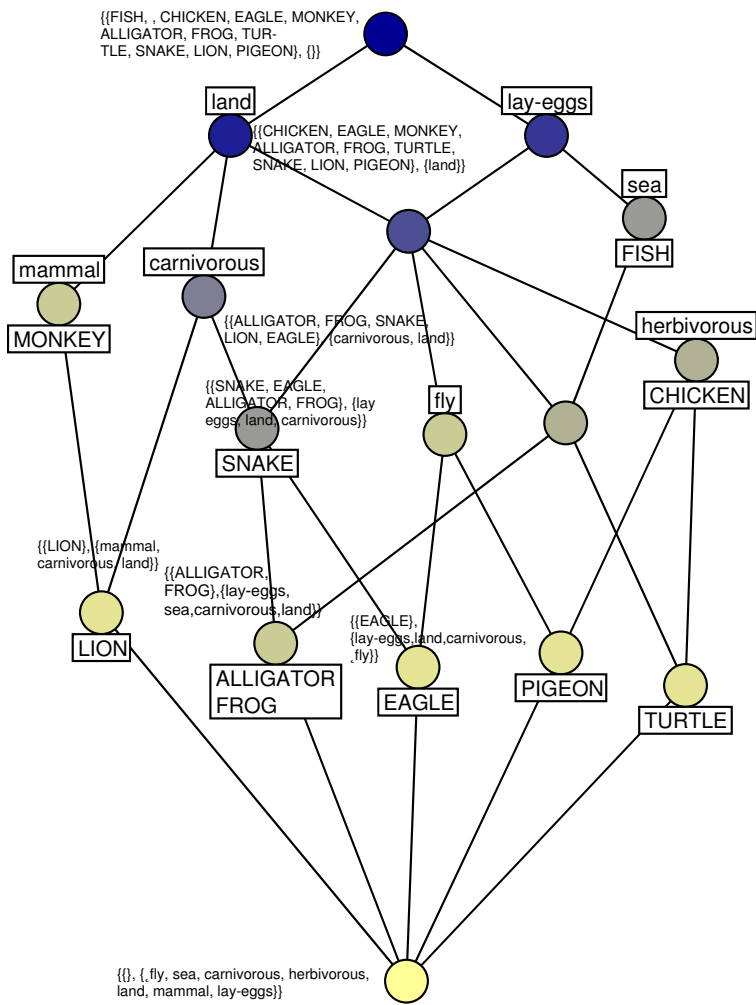 {{FISH, , CHICKEN, EAGLE, MONKEY,
ALLIGATOR, FROG, TUR-
TLE, SNAKE, LION, PIGEON}, {}}
land
lay-eggs
{{CHICKEN, EAGLE, MONKEY,
ALLIGATOR, FROG, TURTLE,
SNAKE, LION, PIGEON}, {land}}
sea
FISH
mammal
MONKEY
carnivorous
{{ALLIGATOR, FROG, SNAKE,
LION, EAGLE}, {carnivorous, land}}
herbivorous
CHICKEN
{{SNAKE, EAGLE,
ALLIGATOR, FROG}, {lay
eggs, land, carnivorous}}
fly
SNAKE
{{LION}, {mammal,
carnivorous, land}}
{{ALLIGATOR,
FROG},{lay-eggs,
sea,carnivorous,land}}
{{EAGLE},
{lay-eggs,land,carnivorous,
˛fly}}
LION
ALLIGATOR
FROG
EAGLE
PIGEON
TURTLE
{{}, {˛fly, sea, carnivorous, herbivorous,
land, mammal, lay-eggs}}